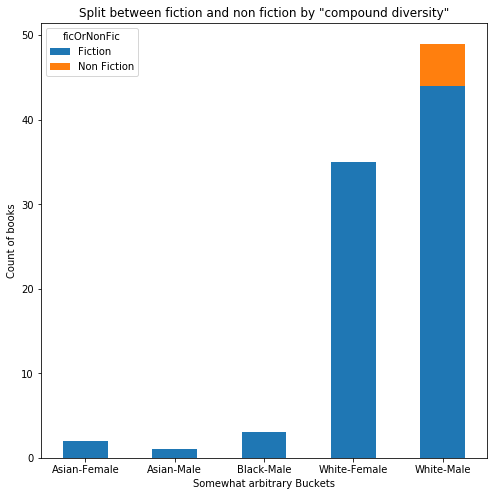 Split between fiction and non fiction by "compound diversity"
ficOrNonFic
Fiction
Non Fiction
50
40
30
20
10
0
Count of books
Asian-Female Asian-Male Black-Male White-Female White-Male
Somewhat arbitrary Buckets